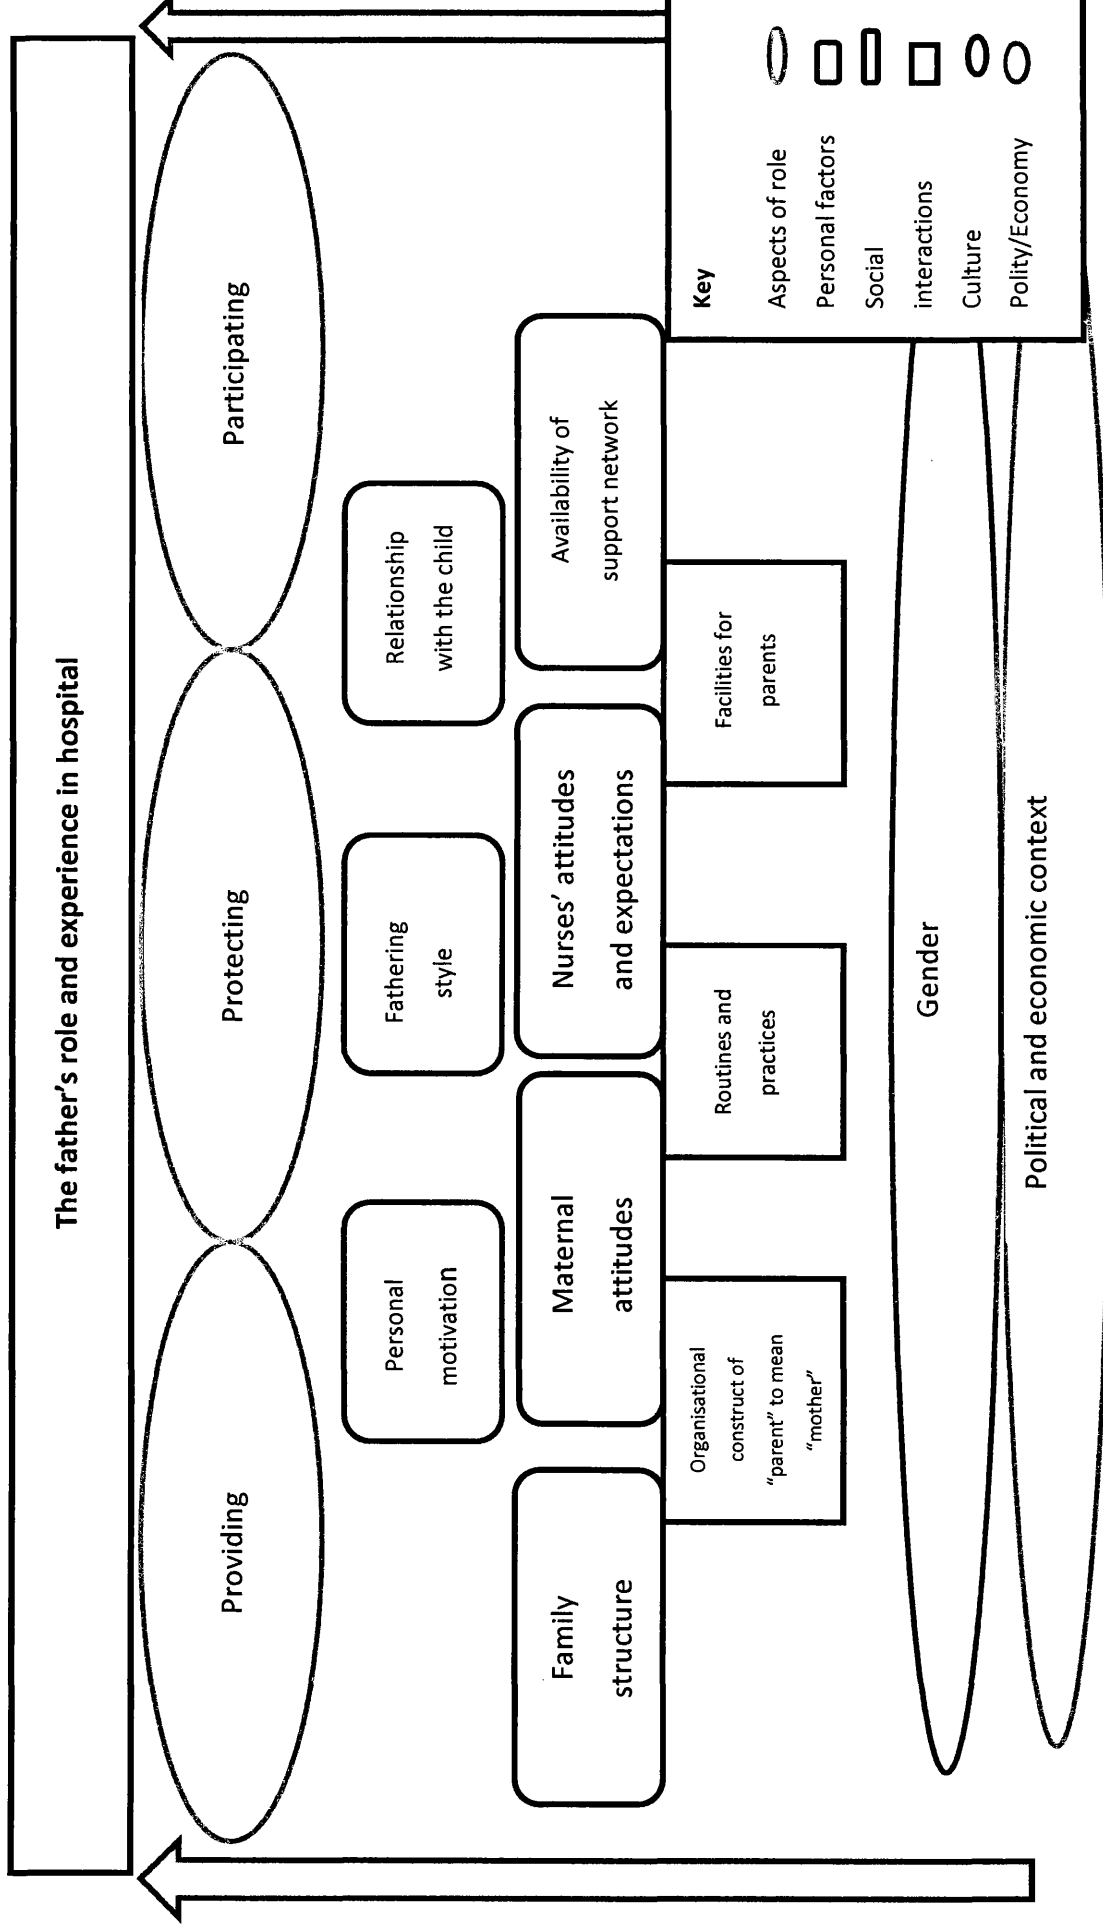 The father's role and experience in hospital
Providing
Protecting
Participating
Personal
motivation
Fathering
style
Relationship
with the child
Family
structure
Maternal
attitudes
Nurses' attitudes
and expectations
Availability of
support network
Organisational
construct of
"parent" to mean
"mother"
Routines and
practices
Facilities for
parents
Gender
Political and economic context
Key
Aspects of role
Personal factors
Social
interactions
Culture
Polity/Economy